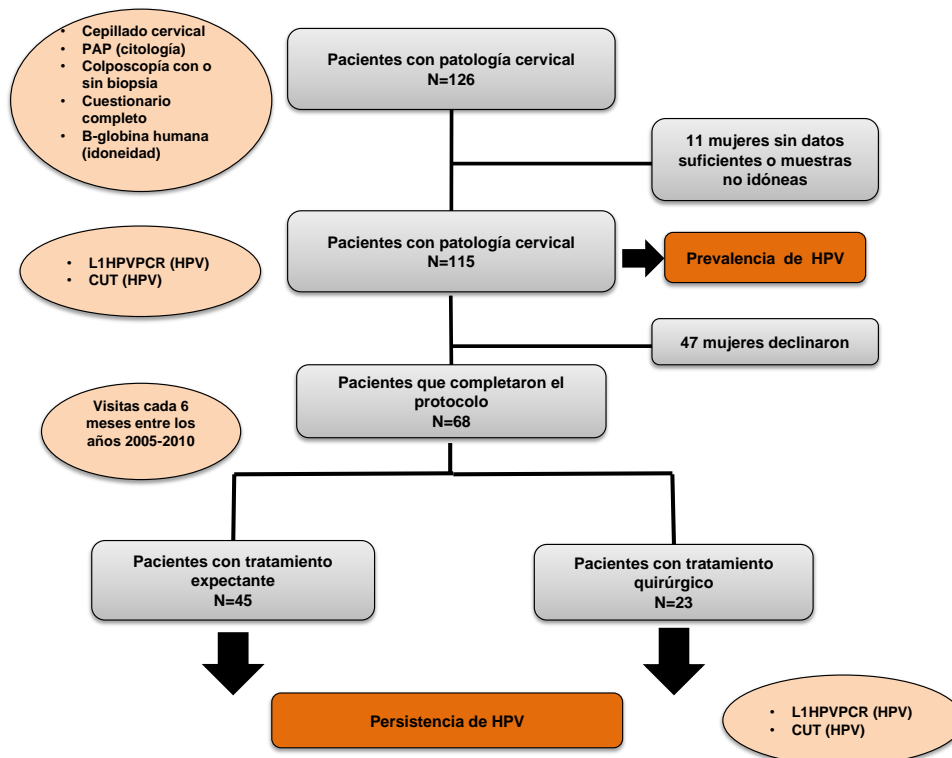 • Cepillado cervical
• PAP (citología)
• Colposcopía con o
sin biopsia
• Cuestionario
completo
• B-globina humana
(idoneidad)
Pacientes con patología cervical
N=126
11 mujeres sin datos
suficientes o muestras
no idóneas
• L1HPVPCR (HPV)
• CUT (HPV)
Pacientes con patología cervical
N=115
Prevalencia de HPV
47 mujeres declinaron
Visitas cada 6
meses entre los
años 2005-2010
Pacientes que completaron el
protocolo
N=68
Pacientes con tratamiento
expectante
N=45
Pacientes con tratamiento
quirúrgico
N=23
Persistencia de HPV
• L1HPVPCR (HPV)
• CUT (HPV)